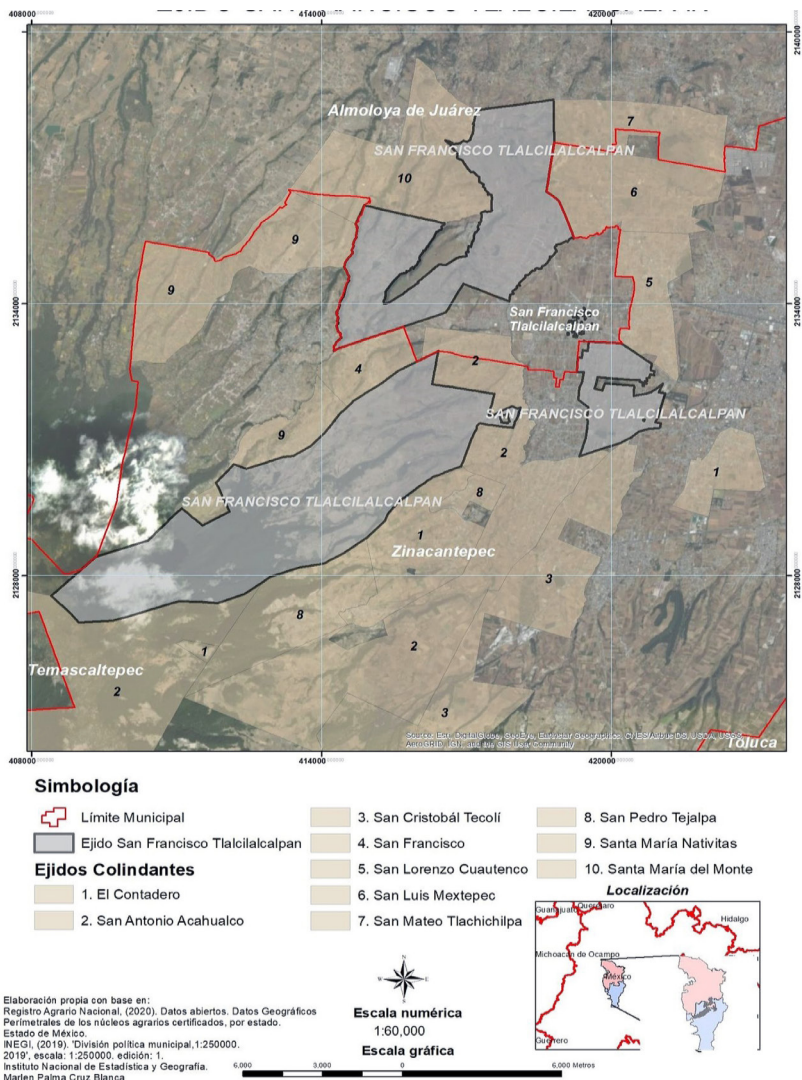 408000
414000
420000
2140000
Almoloya de Juárez
7
SAN FRANCISCO TLALCILALCALPAN
10
6
9
9
5
2134000
2134000
San Francisco
Tlalcilalcalpan
4
2
SAN FRANCISCO TLALCILALCALPAN
9
2
1
8
SAN FRANCISCO TLALCILALCALPAN
1
Zinacantepec
2128000
2128000
3
8
1
2
Temascaltepec
2
3
Toluca
408000
414000
420000
Simbología
Límite Municipal
Ejido San Francisco Tlalcilalcalpan
Ejidos Colindantes
1. El Contadero
2. San Antonio Acahualco
3. San Cristobál Tecolí
4. San Francisco
5. San Lorenzo Cuautenco
6. San Luis Mextepec
7. San Mateo Tlachichilpa
8. San Pedro Tejalpa
9. Santa María Nativitas
10. Santa María del Monte
Localización
Guanajuato
Querétaro
Hidalgo
Michoacán de Ocampo
México
Guerrero
N
W
E
S
Escala numérica
1:60,000
Escala gráfica
6,000 3,000 0 6,000 Metros
Elaboración propia con base en:
Registro Agrario Nacional, (2020). Datos abiertos. Datos Geográficos
Perimetrales de los núcleos agrarios certificados, por estado.
Estado de México.
INEGI, (2019). 'División política municipal,1:250000.
2019', escala: 1:250000. edición: 1.
Instituto Nacional de Estadística y Geografía.
Marlen Palma Cruz Blanca